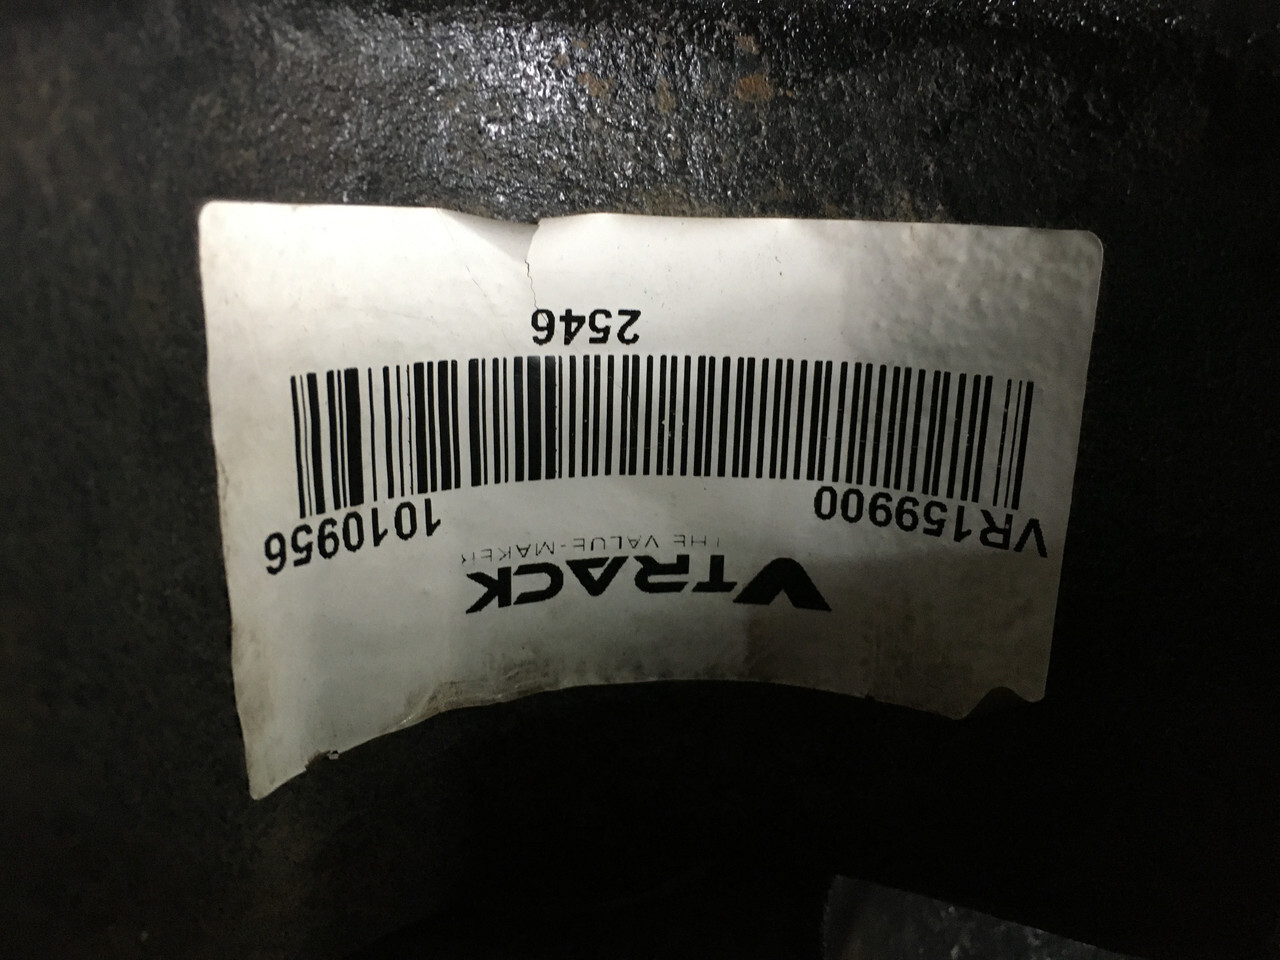 VTRACK
THE VALUE-MAKER
VR159900 1010956
2546